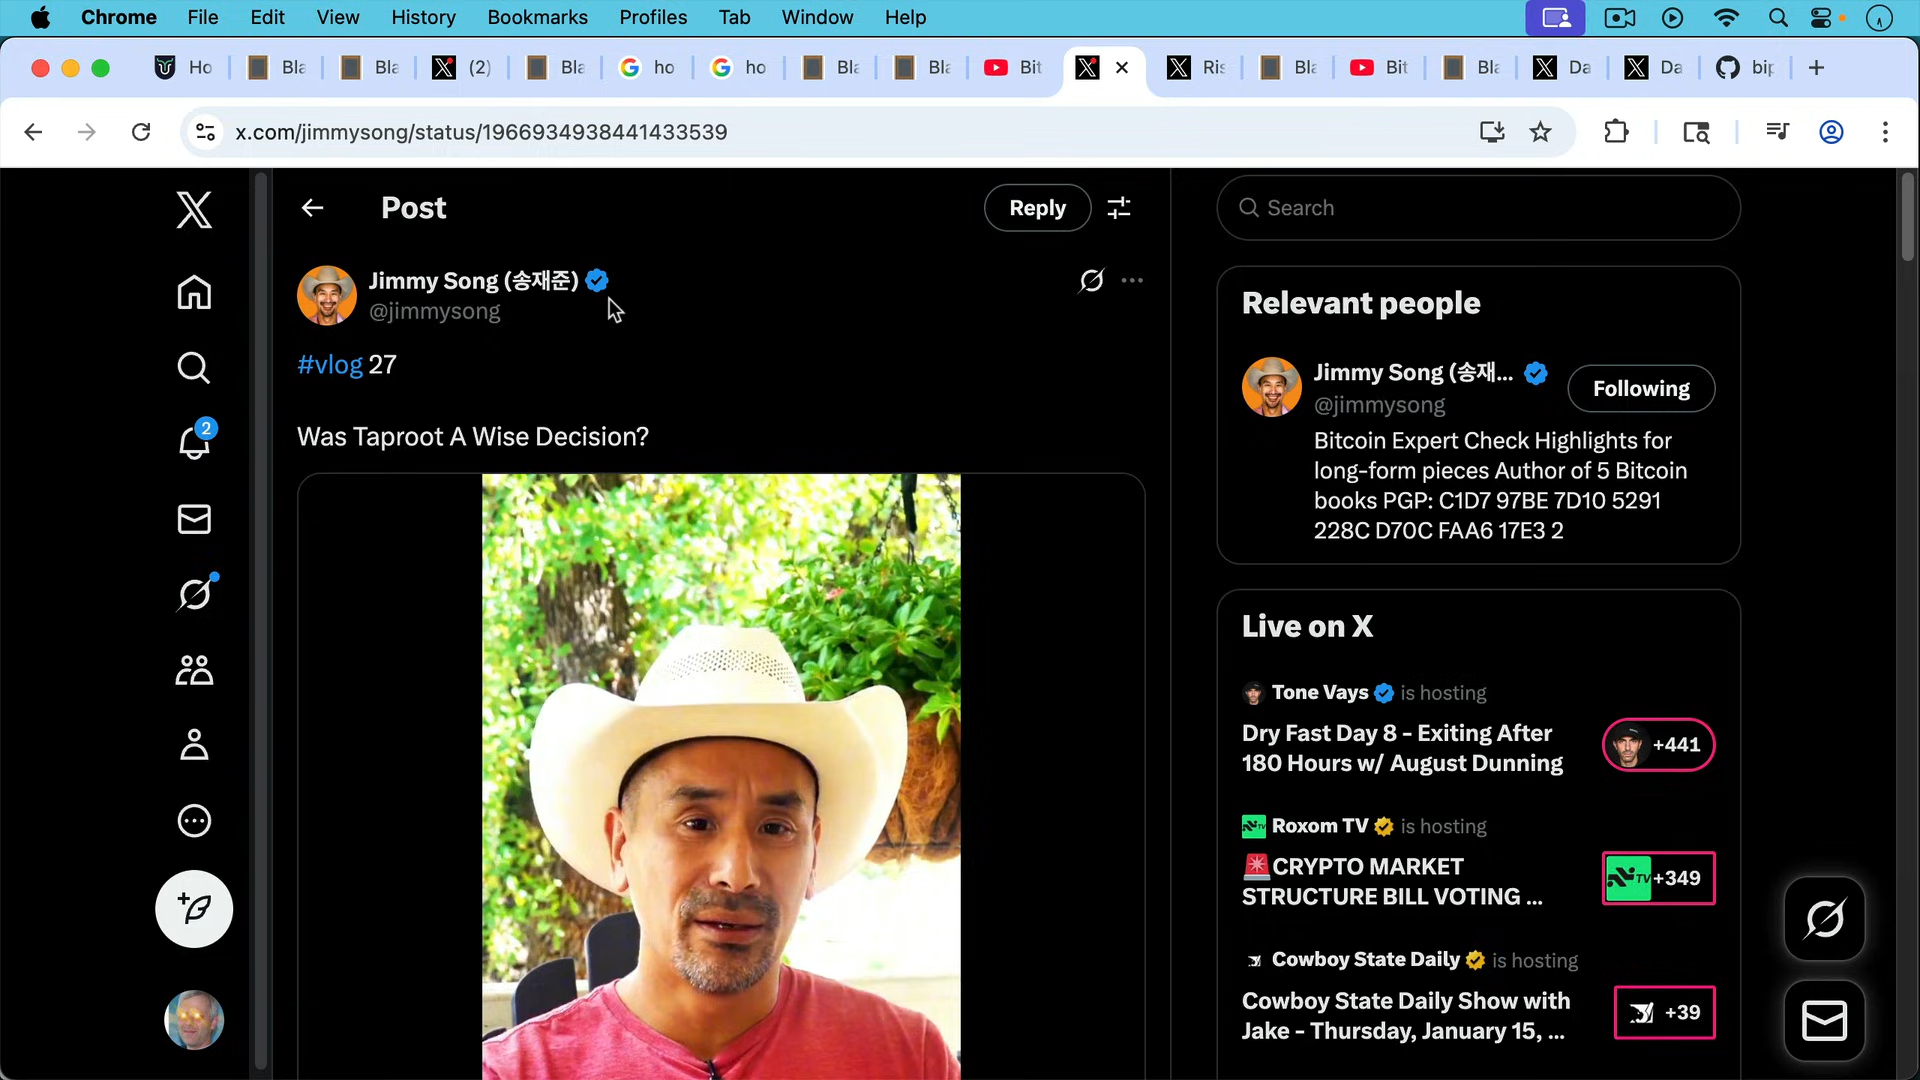 Chrome File Edit View History Bookmarks Profiles Tab Window Help
Ho Bla Bla (2) Bla ho ho Bla Bla Bit Ris Bla Bit Bla Da Da bip
x.com/jimmysong/status/1966934938441433539
Post
Reply
Jimmy Song (송재준)
@jimmysong
#vlog 27
Was Taproot A Wise Decision?
2
Search
Relevant people
Jimmy Song (송재...
@jimmysong
Following
Bitcoin Expert Check Highlights for
long-form pieces Author of 5 Bitcoin
books PGP: C1D7 97BE 7D10 5291
228C D70C FAA6 17E3 2
Live on X
Tone Vays is hosting
Dry Fast Day 8 - Exiting After
180 Hours w/ August Dunning
+441
Roxom TV is hosting
🚨CRYPTO MARKET
STRUCTURE BILL VOTING ...
TV +349
Cowboy State Daily is hosting
Cowboy State Daily Show with
Jake - Thursday, January 15, ...
+39